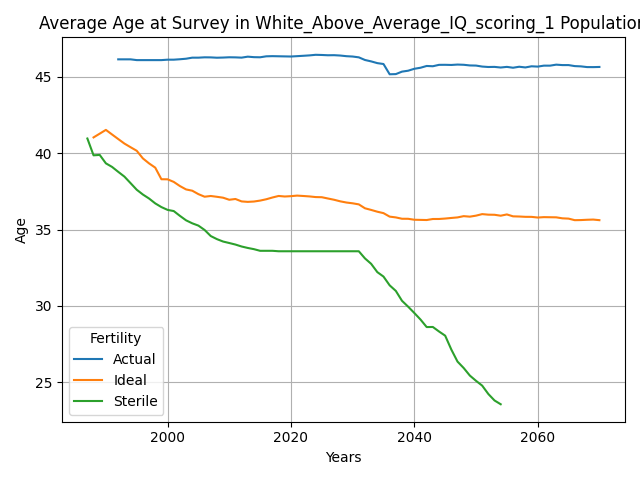 Average Age at Survey in White_Above_Average_IQ_scoring_1 Population
45
40
35
30
25
Age
Fertility
Actual
Ideal
Sterile
2000 2020 2040 2060
Years